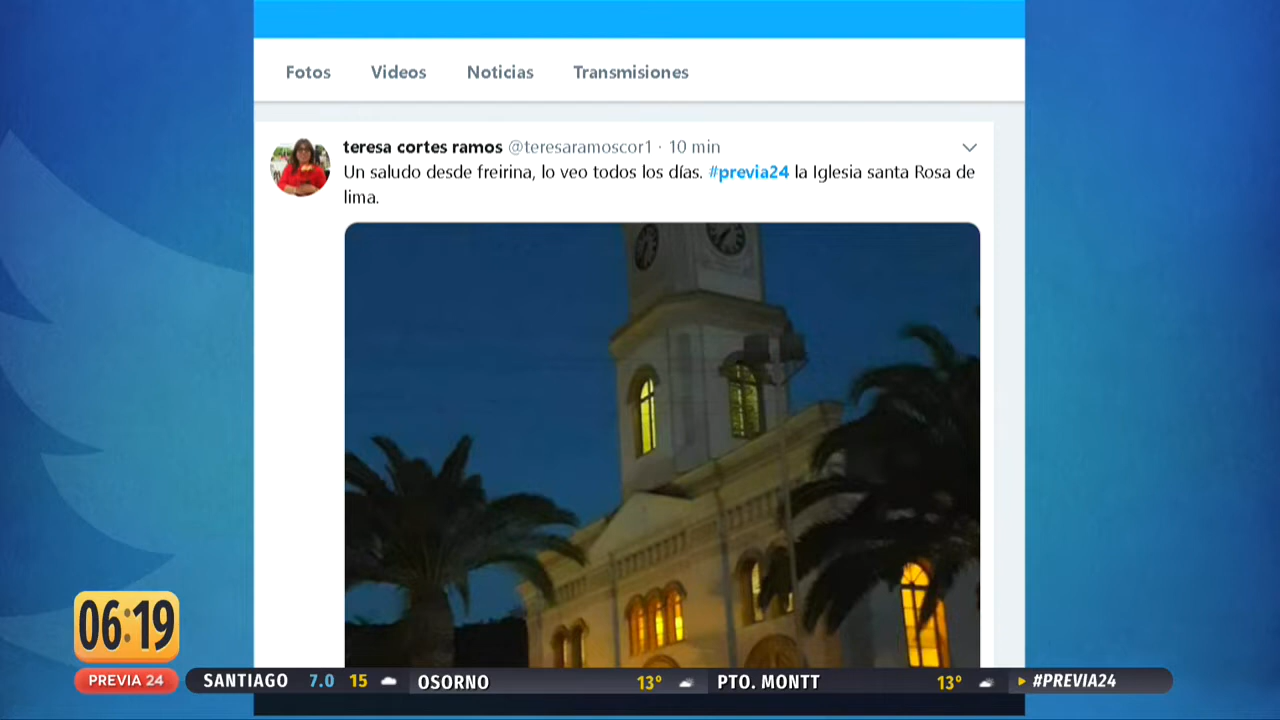 Fotos Videos Noticias Transmisiones
teresa cortes ramos @teresaramoscor1 · 10 min
Un saludo desde freirina, lo veo todos los días. #previa24 la Iglesia santa Rosa de
lima.
06:19
PREVIA 24
SANTIAGO 7.0 15 OSORNO 13° PTO. MONTT 13° #PREVIA24